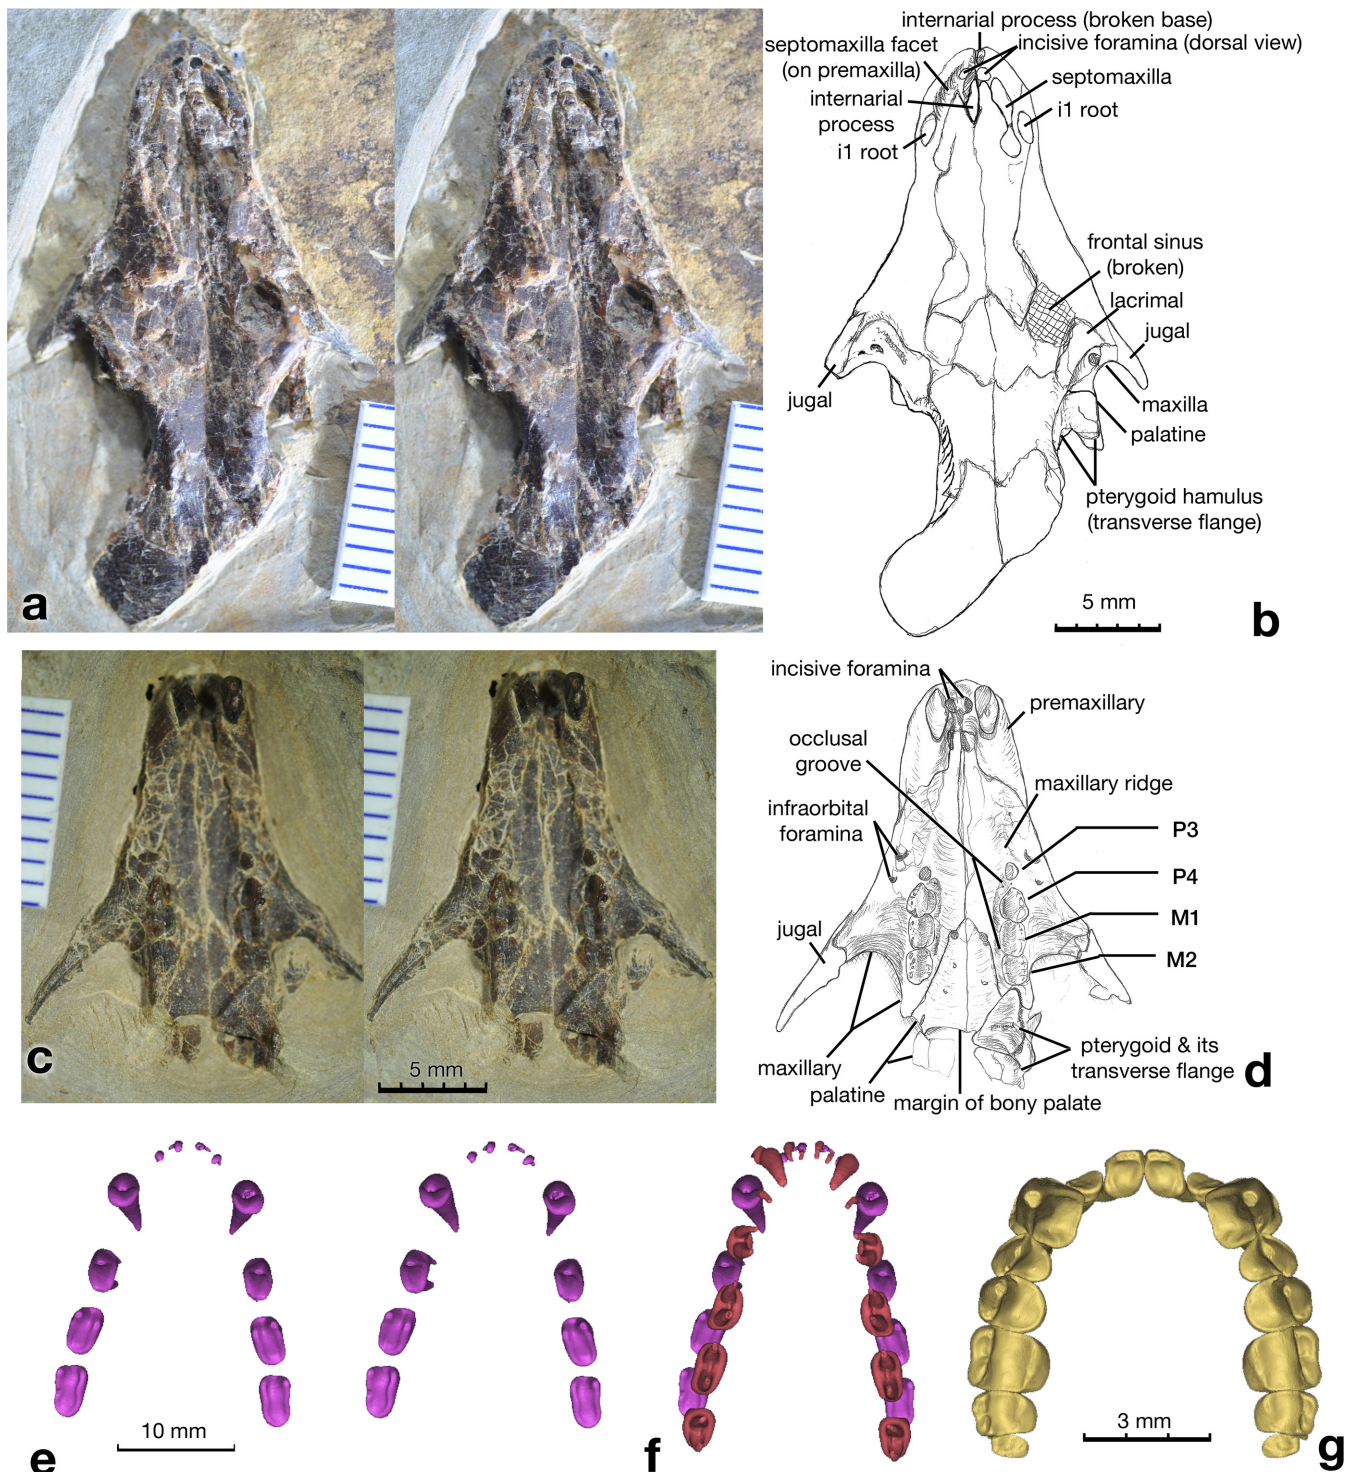 internarial process (broken base)
septomaxilla facet
(on premaxilla)
incisive foramina (dorsal view)
internarial
process
septomaxilla
i1 root
i1 root
frontal sinus
(broken)
lacrimal
jugal
jugal
maxilla
palatine
pterygoid hamulus
(transverse flange)
5 mm
a
b
incisive foramina
premaxillary
occlusal
groove
maxillary ridge
infraorbital
foramina
P3
P4
M1
M2
jugal
maxillary
palatine
margin of bony palate
pterygoid & its
transverse flange
5 mm
c
d
10 mm
3 mm
e
f
g